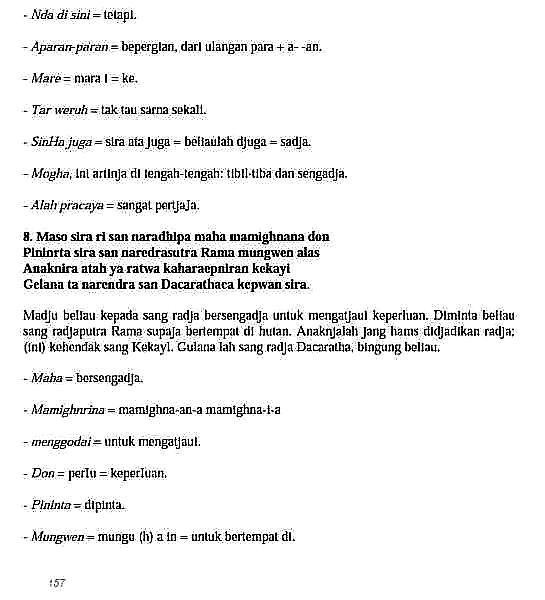 - Nda di sini = tetapi.
- Aparan-paran = bepergian, dari ulangan para + a- -an.
- Mare = mara i = ke.
- Tar weruh = tak tau sama sekali.
- SinHa juga = sira ata juga = beliaulah djuga = sadja.
- Mogha, ini artinja di tengah-tengah: tibil-tiba dan sengadja.
- Alah pracaya = sangat pertjaja.
8. Maso sira ri san naradhipa maha mamighnana don
Pininrta sira san naredrasutra Rama mungwen alas
Anaknira atah ya ratwa kaharaepniran kekayi
Gelana ta narendra san Dacarathaca kepwan sira.
Madju beliau kepada sang radja bersengadja untuk mengatjaui keperluan. Diminta beliau
sang radjaputra Rama supaja bertempat di hutan. Anaknjalah jang harus didjadikan radja;
(ini) kehendak sang Kekayi. Gulana lah sang radja Dacaratha, bingung beliau.
- Maha = bersengadja.
- Mamighnrina = mamighna-an-a mamighna-i-a
- menggodai = untuk mengatjaui.
- Don = perlu = keperluan.
- Pininta = dipinta.
- Mungwen = mungu (h) a in = untuk bertempat di.
157